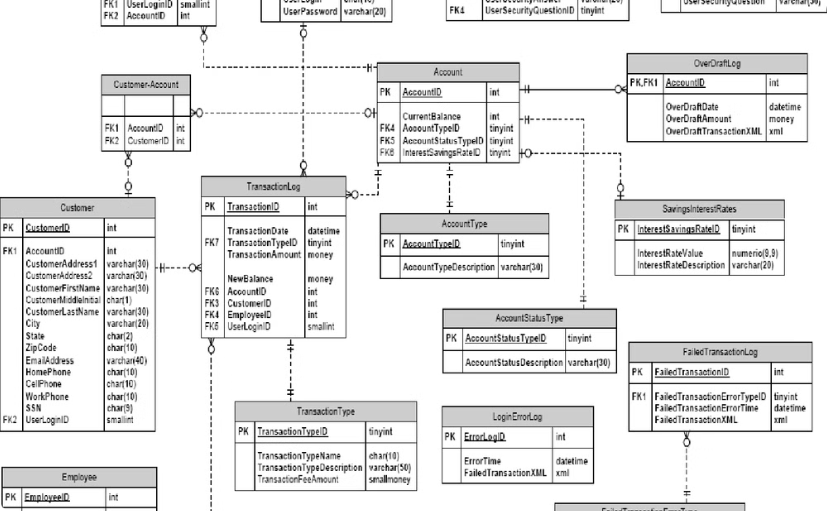 FK1 UserLoginID smallint
FK2 AccountID int
UserPassword varchar(20)
FK4 UserSecurityQuestionID tinyint
Customer-Account
FK1 AccountID int
FK2 CustomerID int
Account
PK AccountID int
CurrentBalance int
FK4 AccountTypeID tinyint
FK5 AccountStatusTypeID tinyint
FK6 InterestSavingsRateID tinyint
OverDraftLog
PK,FK1 AccountID int
OverDraftDate datetime
OverDraftAmount money
OverDraftTransactionXML xml
Customer
PK CustomerID int
FK1 AccountID int
CustomerAddress1 varchar(30)
CustomerAddress2 varchar(30)
CustomerFirstName varchar(30)
CustomerMiddleInitial char(1)
CustomerLastName varchar(30)
City varchar(20)
State char(2)
ZipCode char(10)
EmailAddress varchar(40)
HomePhone char(10)
CellPhone char(10)
WorkPhone char(10)
SSN char(9)
FK2 UserLoginID smallint
TransactionLog
PK TransactionID int
TransactionDate datetime
FK7 TransactionTypeID tinyint
TransactionAmount money
NewBalance money
FK6 AccountID int
FK3 CustomerID int
FK4 EmployeeID int
FK5 UserLoginID smallint
AccountType
PK AccountTypeID tinyint
AccountTypeDescription varchar(30)
SavingsInterestRates
PK InterestSavingsRateID tinyint
InterestRateValue numeric(9,9)
InterestRateDescription varchar(20)
AccountStatusType
PK AccountStatusTypeID tinyint
AccountStatusDescription varchar(30)
FailedTransactionLog
PK FailedTransactionID int
FK1 FailedTransactionErrorTypeID tinyint
FailedTransactionErrorTime datetime
FailedTransactionXML xml
TransactionType
PK TransactionTypeID tinyint
TransactionTypeName char(10)
TransactionTypeDescription varchar(50)
TransactionFeeAmount smallmoney
LoginErrorLog
PK ErrorLogID int
ErrorTime datetime
FailedTransactionXML xml
Employee
PK EmployeeID int